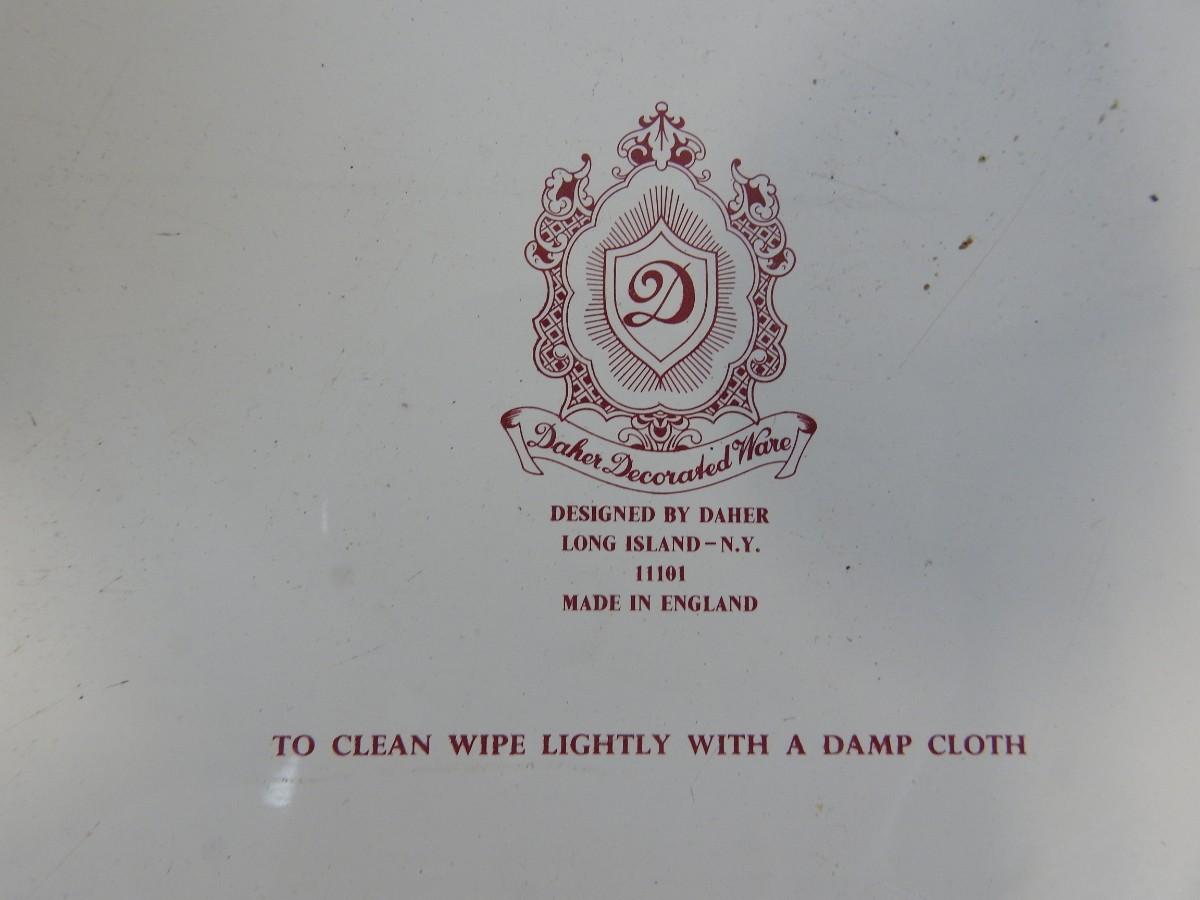 D
Daher Decorated Ware
DESIGNED BY DAHER
LONG ISLAND-N.Y.
11101
MADE IN ENGLAND
TO CLEAN WIPE LIGHTLY WITH A DAMP CLOTH